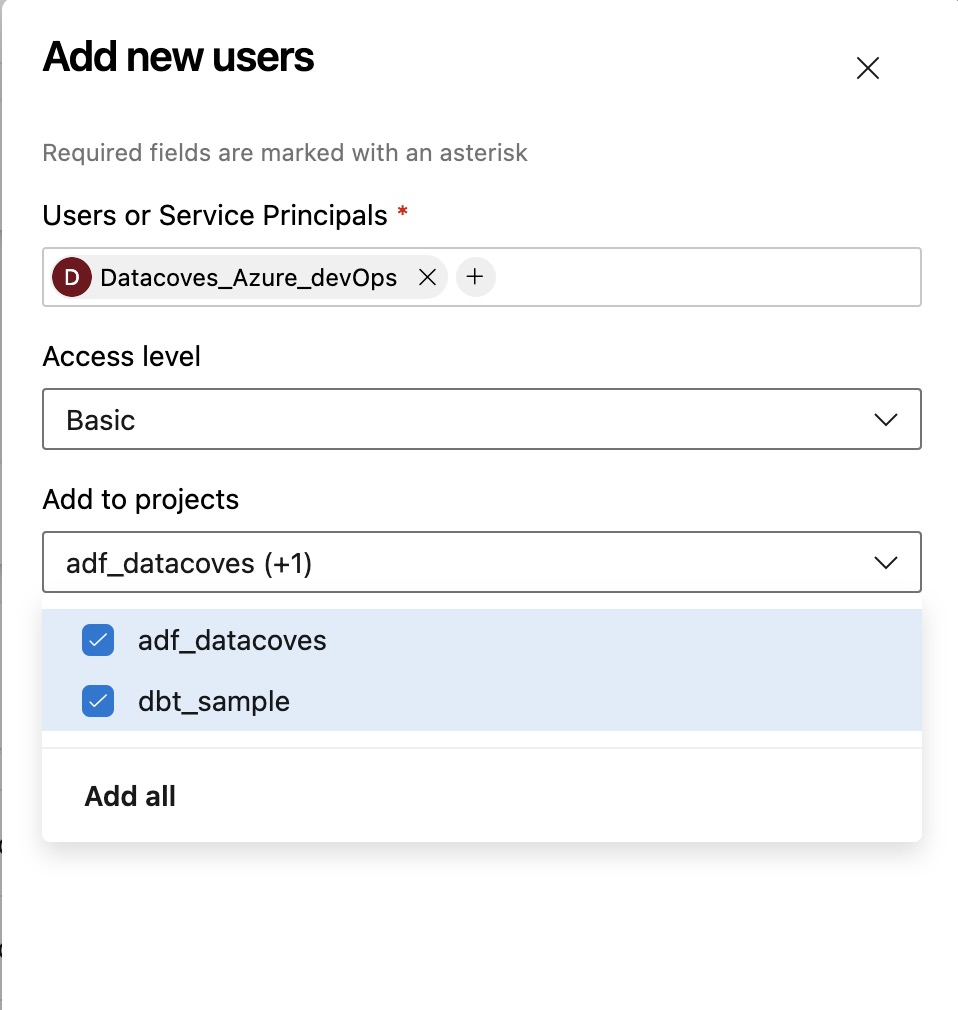 Add new users
Required fields are marked with an asterisk
Users or Service Principals *
D Datacoves_Azure_devOps
Access level
Basic
Add to projects
adf_datacoves (+1)
adf_datacoves
dbt_sample
Add all